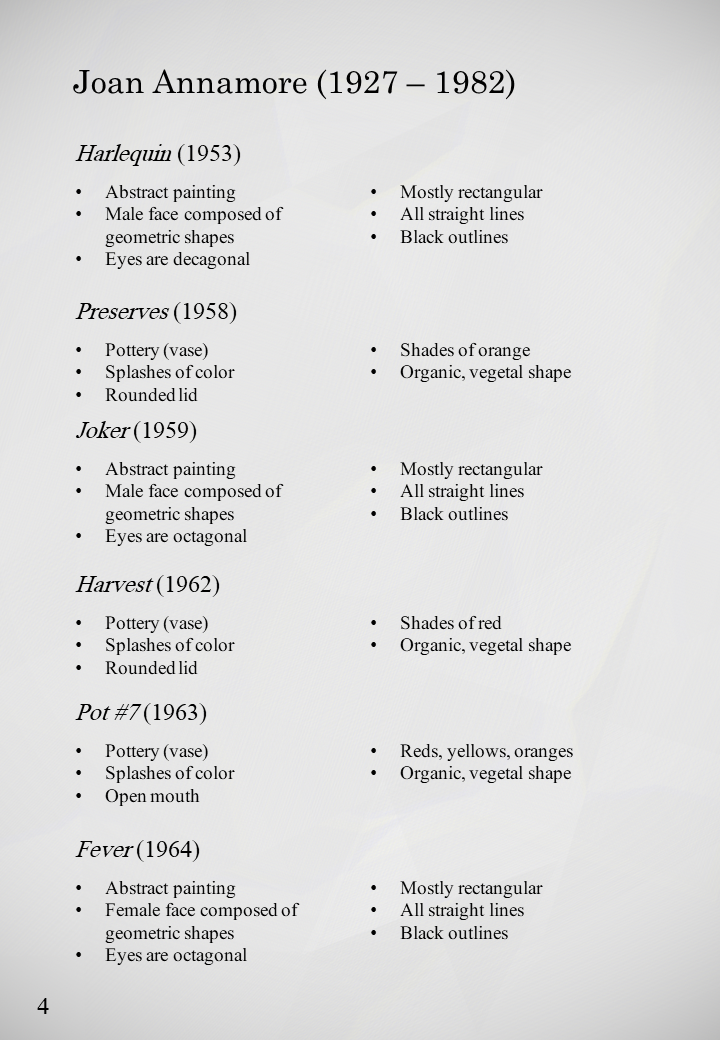 Joan Annamore (1927 – 1982)
Harlequin (1953)
• Abstract painting
• Male face composed of
geometric shapes
• Eyes are decagonal
• Mostly rectangular
• All straight lines
• Black outlines
Preserves (1958)
• Pottery (vase)
• Splashes of color
• Rounded lid
• Shades of orange
• Organic, vegetal shape
Joker (1959)
• Abstract painting
• Male face composed of
geometric shapes
• Eyes are octagonal
• Mostly rectangular
• All straight lines
• Black outlines
Harvest (1962)
• Pottery (vase)
• Splashes of color
• Rounded lid
• Shades of red
• Organic, vegetal shape
Pot #7 (1963)
• Pottery (vase)
• Splashes of color
• Open mouth
• Reds, yellows, oranges
• Organic, vegetal shape
Fever (1964)
• Abstract painting
• Female face composed of
geometric shapes
• Eyes are octagonal
• Mostly rectangular
• All straight lines
• Black outlines
4